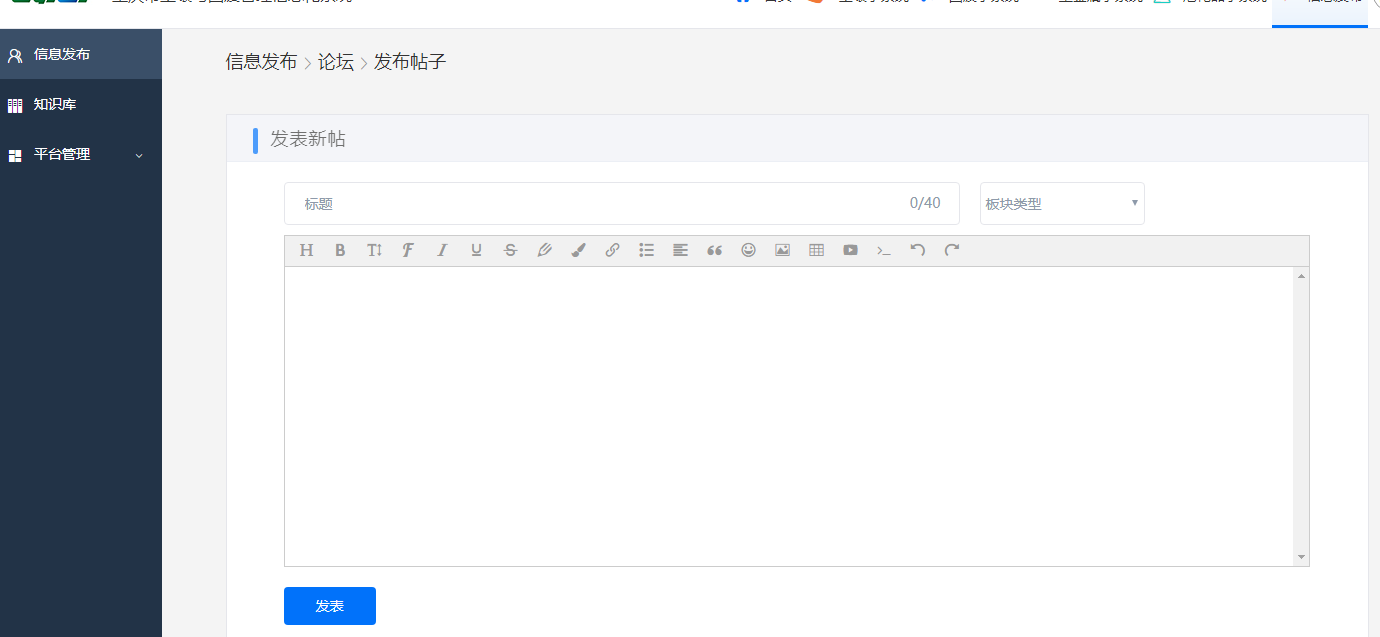 信息发布
知识库
平台管理
信息发布 > 论坛 > 发布帖子
发表新帖
标题 0/40 板块类型
发表